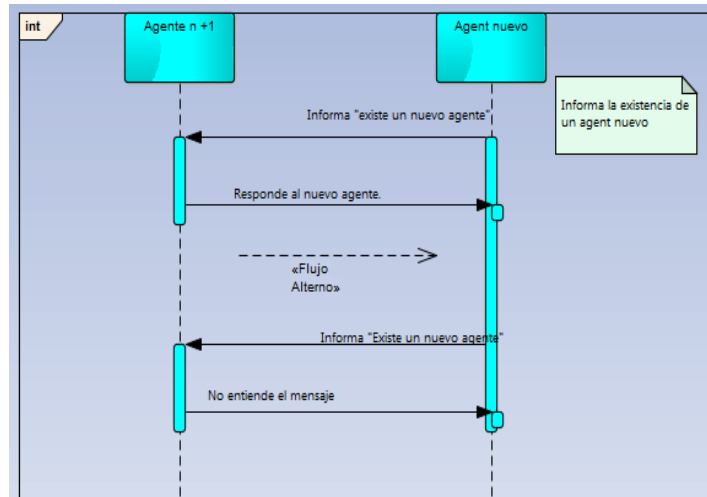 int
Agente n +1
Agent nuevo
Informa la existencia de
un agent nuevo
Informa "existe un nuevo agente"
Responde al nuevo agente.
«Flujo
Alterno»
Informa "Existe un nuevo agente"
No entiende el mensaje